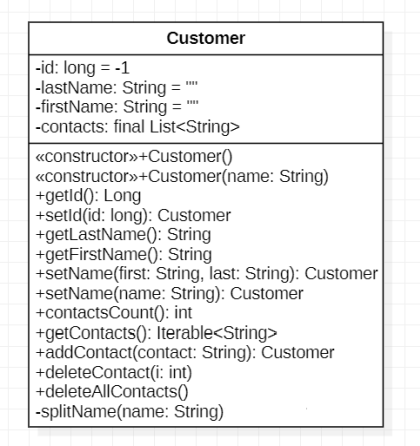 Customer
-id: long = -1
-lastName: String = ""
-firstName: String = ""
-contacts: final List<String>
«constructor»+Customer()
«constructor»+Customer(name: String)
+getId(): Long
+setId(id: long): Customer
+getLastName(): String
+getFirstName(): String
+setName(first: String, last: String): Customer
+setName(name: String): Customer
+contactsCount(): int
+getContacts(): Iterable<String>
+addContact(contact: String): Customer
+deleteContact(i: int)
+deleteAllContacts()
-splitName(name: String)